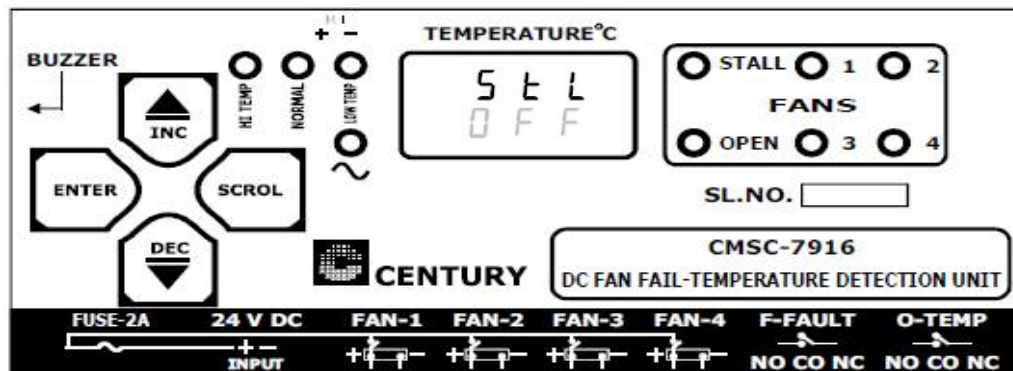 + -
TEMPERATURE°C
BUZZER
HI TEMP
NORMAL
LOW TEMP
INC
ENTER
SCROL
DEC
StL
OFF
STALL 1 2
FANS
OPEN 3 4
SL.NO.
CENTURY
CMSC-7916
DC FAN FAIL-TEMPERATURE DETECTION UNIT
FUSE-2A 24 V DC FAN-1 FAN-2 FAN-3 FAN-4 F-FAULT O-TEMP
+ - + - + - + - + -
INPUT NO CO NC NO CO NC